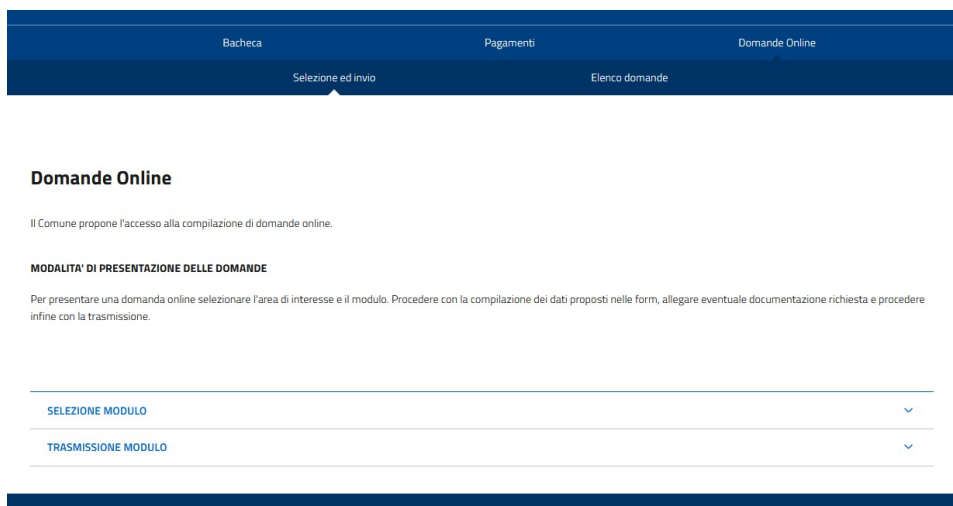 Bacheca Pagamenti Domande Online
Selezione ed invio Elenco domande
Domande Online
Il Comune propone l'accesso alla compilazione di domande online.
MODALITA' DI PRESENTAZIONE DELLE DOMANDE
Per presentare una domanda online selezionare l'area di interesse e il modulo. Procedere con la compilazione dei dati proposti nelle form, allegare eventuale documentazione richiesta e procedere
infine con la trasmissione.
SELEZIONE MODULO
TRASMISSIONE MODULO